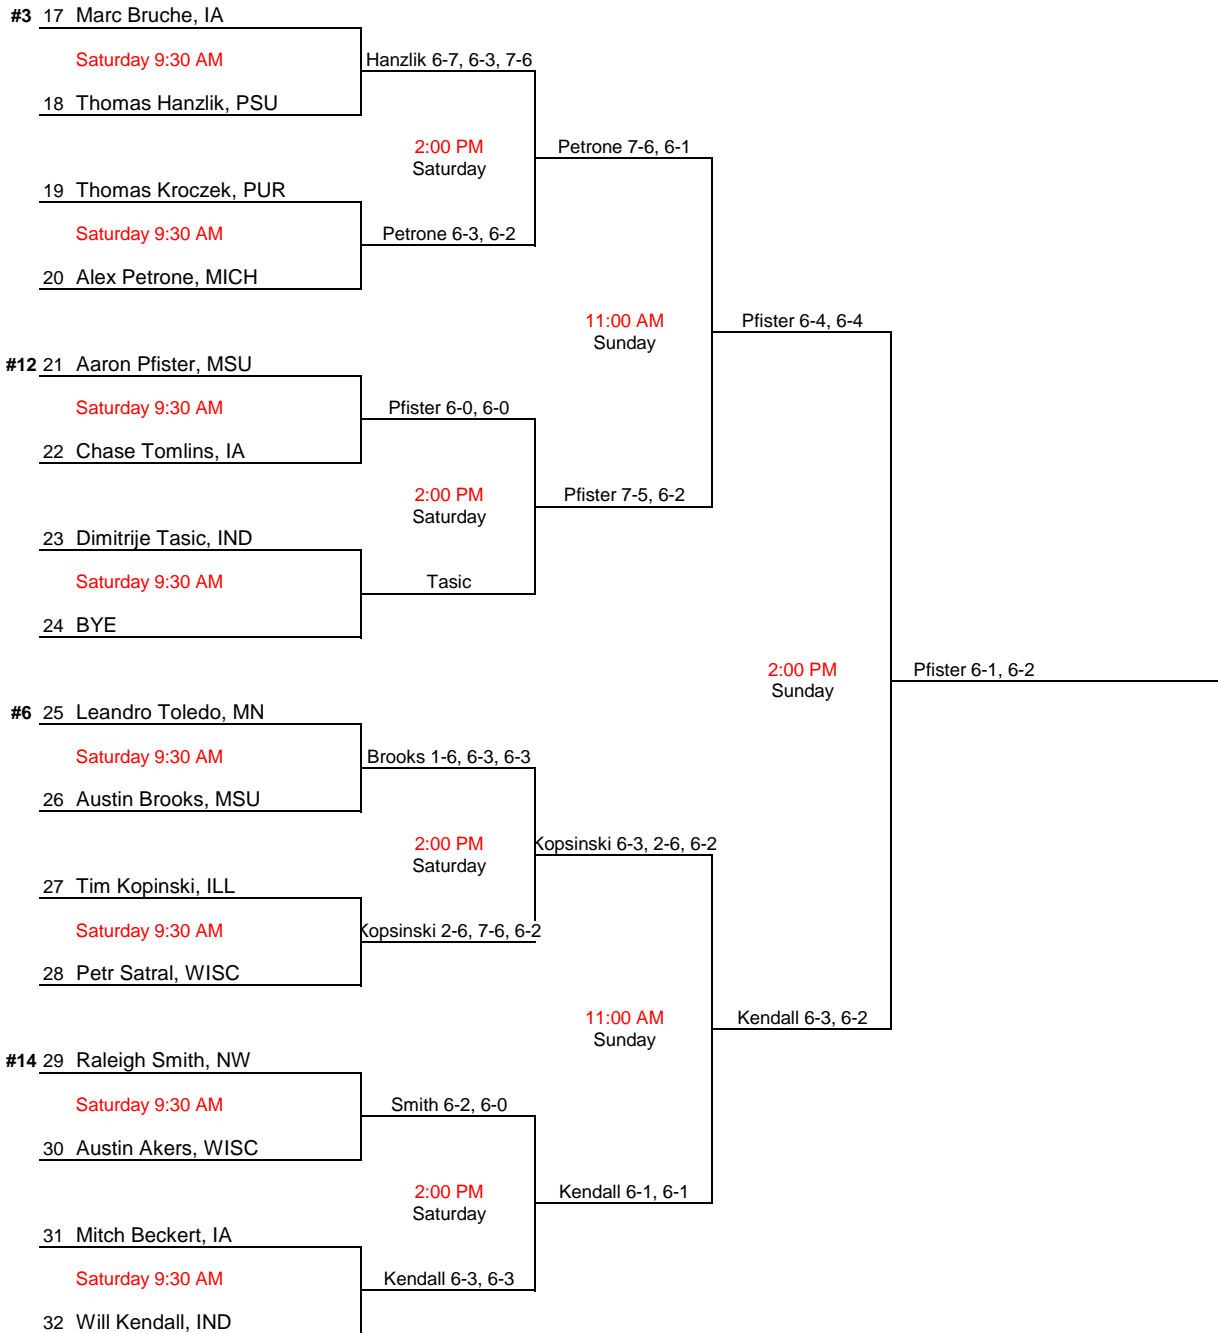 #3 17 Marc Bruche, IA
Saturday 9:30 AM
Hanzlik 6-7, 6-3, 7-6
18 Thomas Hanzlik, PSU
2:00 PM
Saturday
Petrone 7-6, 6-1
19 Thomas Kroczek, PUR
Saturday 9:30 AM
Petrone 6-3, 6-2
20 Alex Petrone, MICH
11:00 AM
Sunday
Pfister 6-4, 6-4
#12 21 Aaron Pfister, MSU
Saturday 9:30 AM
Pfister 6-0, 6-0
22 Chase Tomlins, IA
2:00 PM
Saturday
Pfister 7-5, 6-2
23 Dimitrije Tasic, IND
Saturday 9:30 AM
Tasic
24 BYE
2:00 PM
Sunday
Pfister 6-1, 6-2
#6 25 Leandro Toledo, MN
Saturday 9:30 AM
Brooks 1-6, 6-3, 6-3
26 Austin Brooks, MSU
2:00 PM
Saturday
Kopsinski 6-3, 2-6, 6-2
27 Tim Kopinski, ILL
Saturday 9:30 AM
Kopsinski 2-6, 7-6, 6-2
28 Petr Satral, WISC
11:00 AM
Sunday
Kendall 6-3, 6-2
#14 29 Raleigh Smith, NW
Saturday 9:30 AM
Smith 6-2, 6-0
30 Austin Akers, WISC
2:00 PM
Saturday
Kendall 6-1, 6-1
31 Mitch Beckert, IA
Saturday 9:30 AM
Kendall 6-3, 6-3
32 Will Kendall, IND